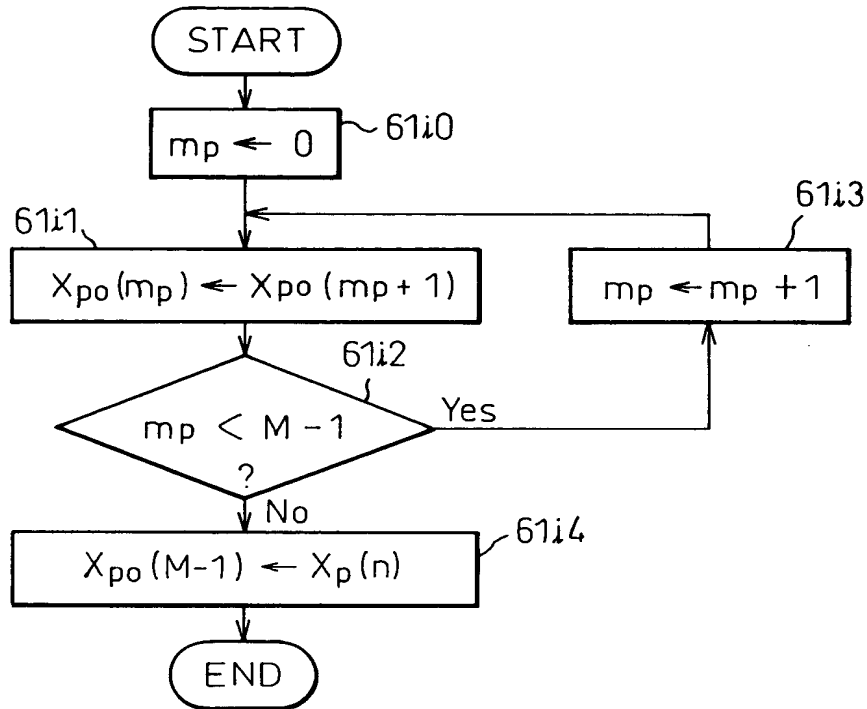 START
mp ← 0
61i0
61i1
Xpo(mp) ← Xpo(mp+1)
61i3
mp ← mp +1
61i2
mp < M-1
?
Yes
No
61i4
Xpo(M-1) ← Xp(n)
END